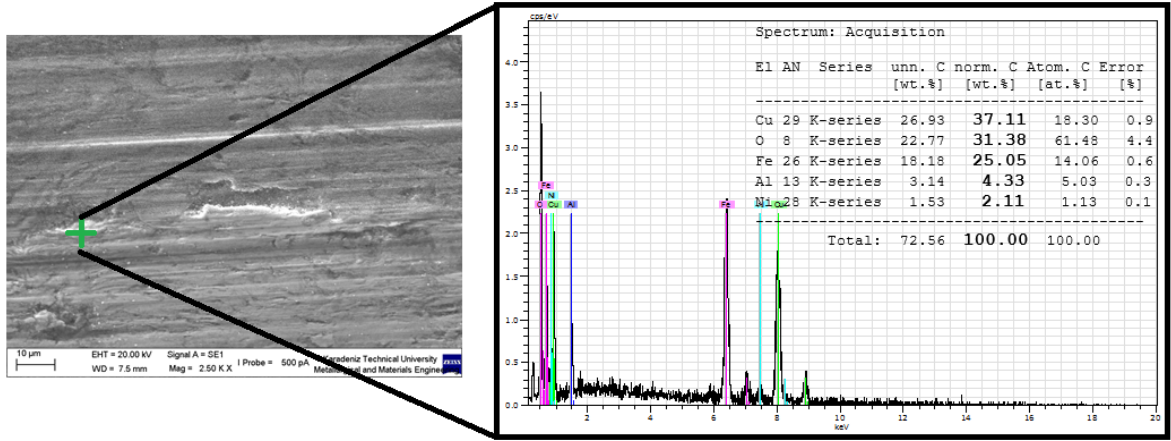 10 µm
EHT = 20.00 kV Signal A = SE1 I Probe = 500 pA Karadeniz Technical University ZEISS
WD = 7.5 mm Mag = 2.50 K X Metallurgical and Materials Engineering
cps/eV
Spectrum: Acquisition
El AN Series unn. C norm. C Atom. C Error
[wt.%] [wt.%] [at.%] [%]
Cu 29 K-series 26.93 37.11 18.30 0.9
O 8 K-series 22.77 31.38 61.48 4.4
Fe 26 K-series 18.18 25.05 14.06 0.6
Al 13 K-series 3.14 4.33 5.03 0.3
Ni 28 K-series 1.53 2.11 1.13 0.1
Total: 72.56 100.00 100.00
4.0
3.5
3.0
2.5
2.0
1.5
1.0
0.5
0.0
Fe
Ni
O Cu Al Fe Cu
2 4 6 8 10 12 14 16 18 20
keV